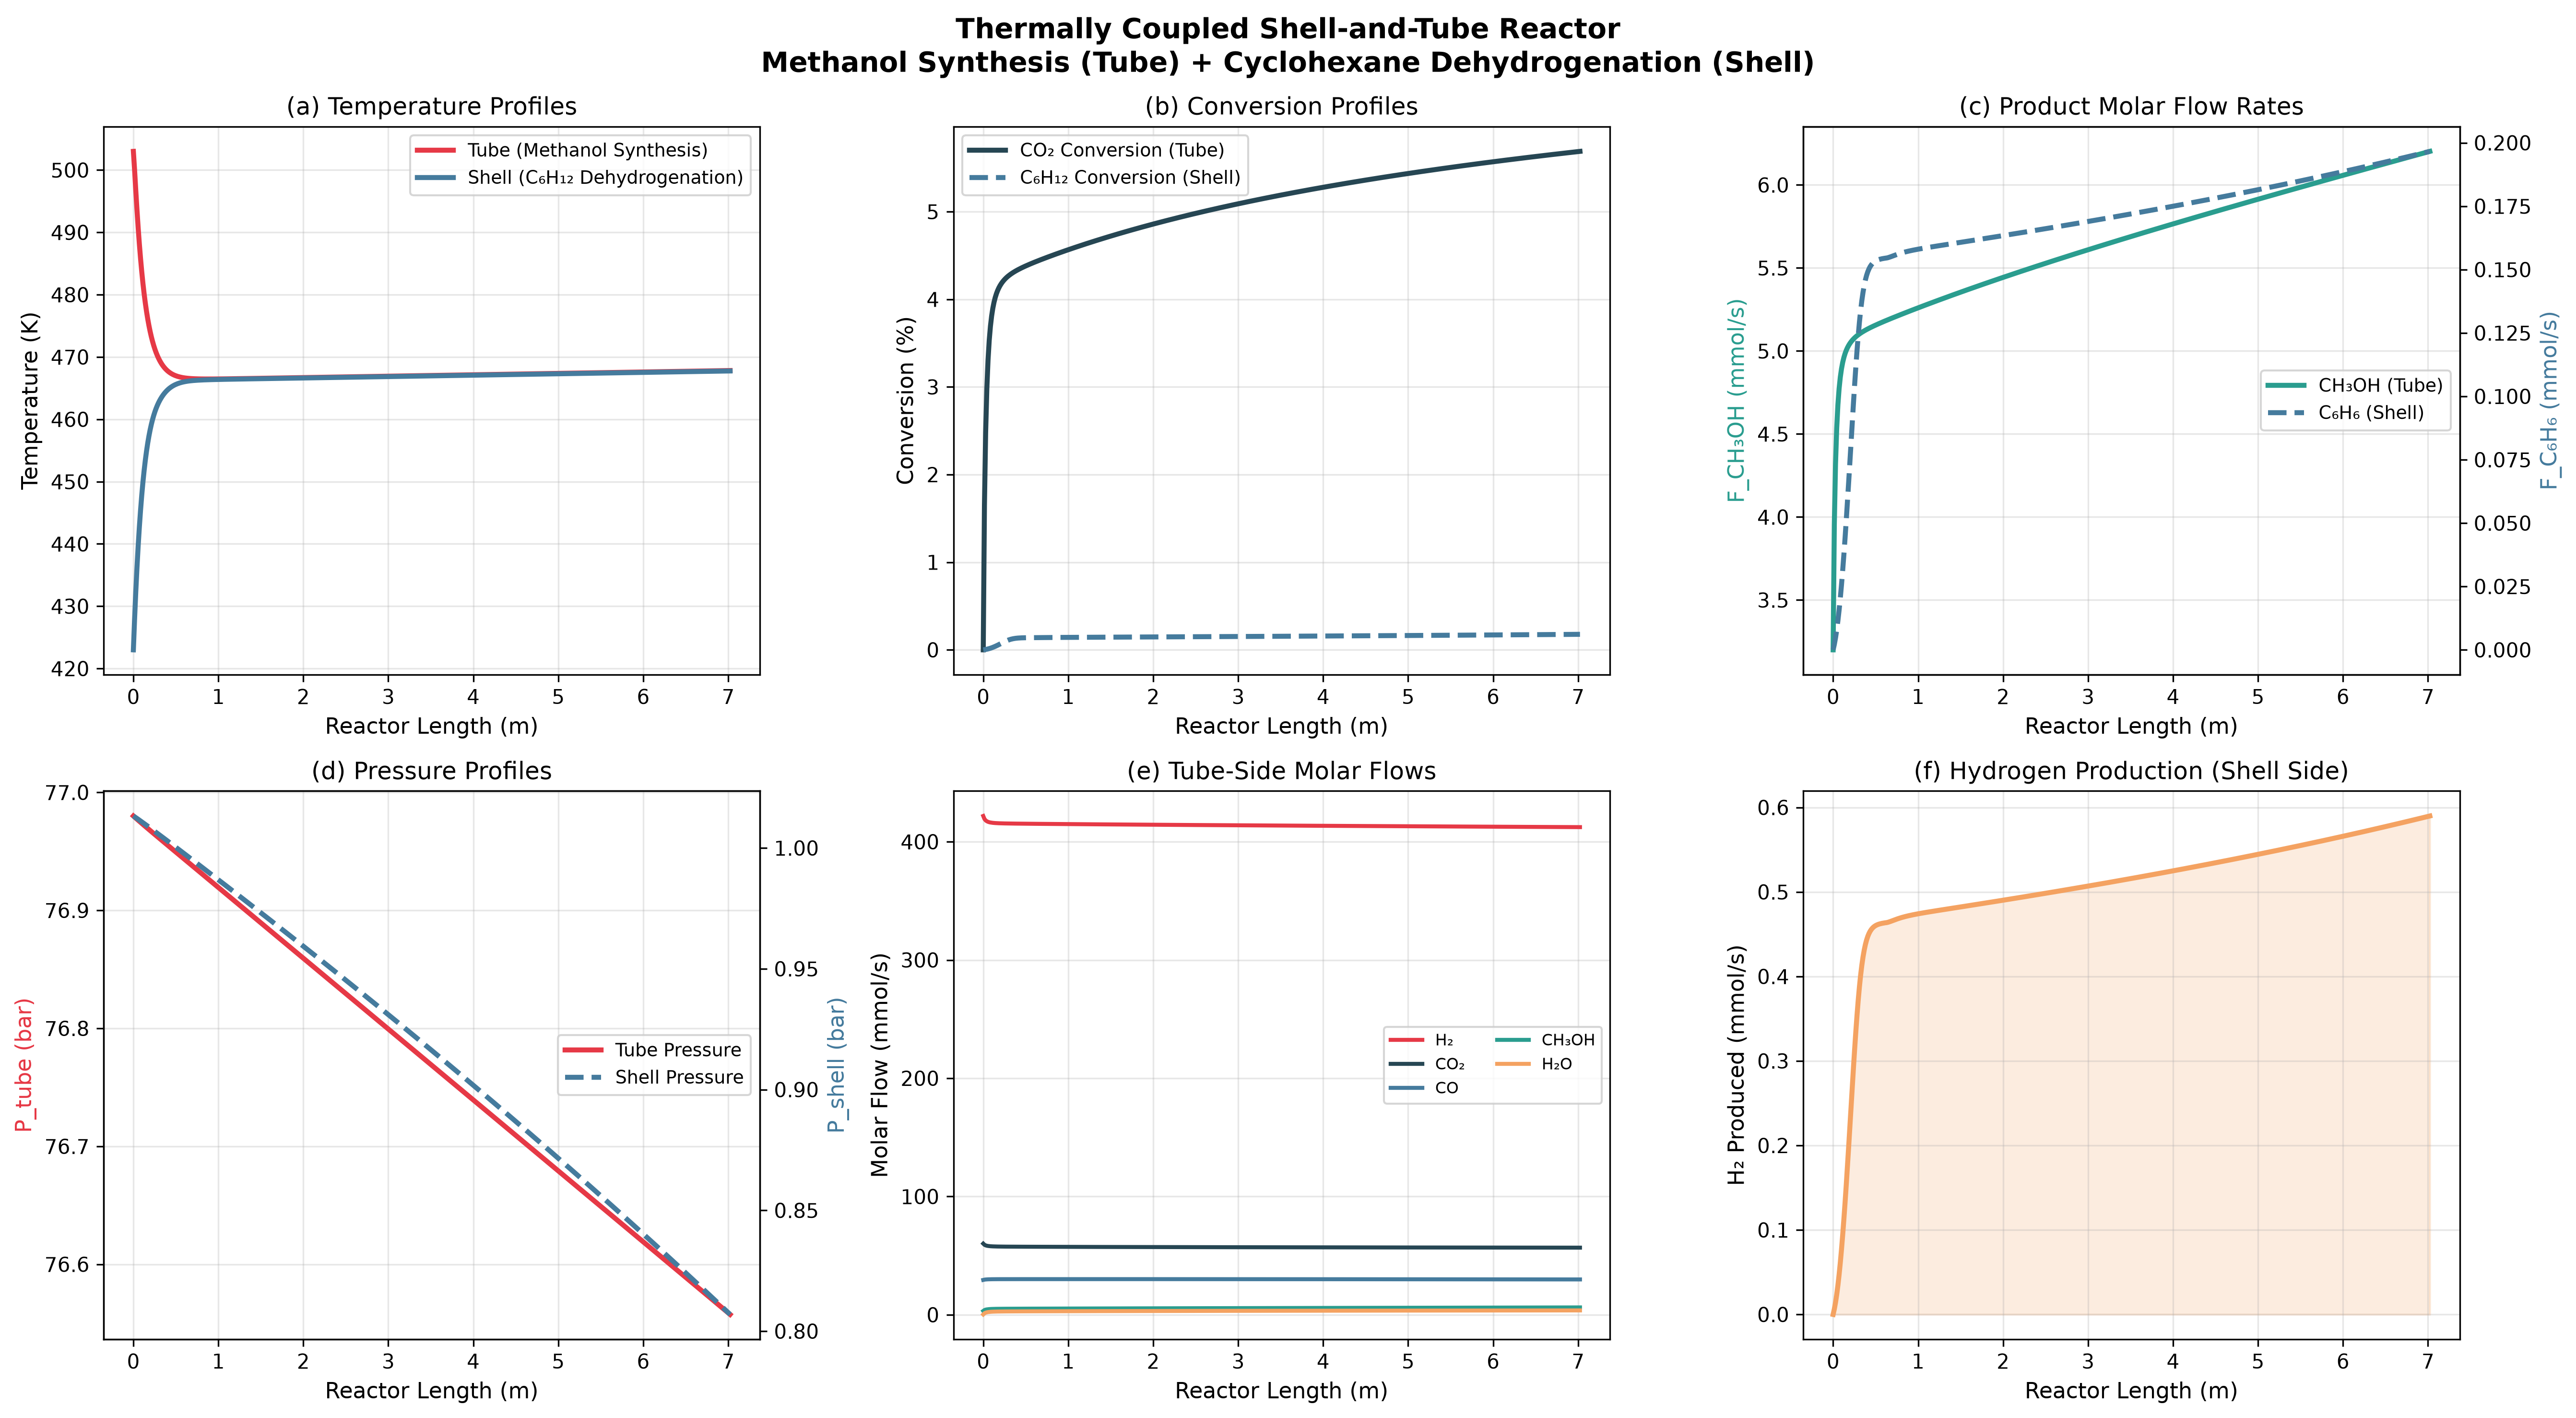 Thermally Coupled Shell-and-Tube Reactor
Methanol Synthesis (Tube) + Cyclohexane Dehydrogenation (Shell)
(a) Temperature Profiles
Tube (Methanol Synthesis)
Shell (C₆H₁₂ Dehydrogenation)
Temperature (K)
500
490
480
470
460
450
440
430
420
0 1 2 3 4 5 6 7
Reactor Length (m)
(b) Conversion Profiles
CO₂ Conversion (Tube)
C₆H₁₂ Conversion (Shell)
Conversion (%)
5
4
3
2
1
0
0 1 2 3 4 5 6 7
Reactor Length (m)
(c) Product Molar Flow Rates
F_CH₃OH (mmol/s)
6.0
5.5
5.0
4.5
4.0
3.5
CH₃OH (Tube)
C₆H₆ (Shell)
0.200
0.175
0.150
0.125
0.100
0.075
0.050
0.025
0.000
F_C₆H₆ (mmol/s)
0 1 2 3 4 5 6 7
Reactor Length (m)
(d) Pressure Profiles
P_tube (bar)
77.0
76.9
76.8
76.7
76.6
Tube Pressure
Shell Pressure
1.00
0.95
0.90
0.85
0.80
P_shell (bar)
0 1 2 3 4 5 6 7
Reactor Length (m)
(e) Tube-Side Molar Flows
Molar Flow (mmol/s)
400
300
200
100
0
H₂ CH₃OH
CO₂ H₂O
CO
0 1 2 3 4 5 6 7
Reactor Length (m)
(f) Hydrogen Production (Shell Side)
H₂ Produced (mmol/s)
0.6
0.5
0.4
0.3
0.2
0.1
0.0
0 1 2 3 4 5 6 7
Reactor Length (m)